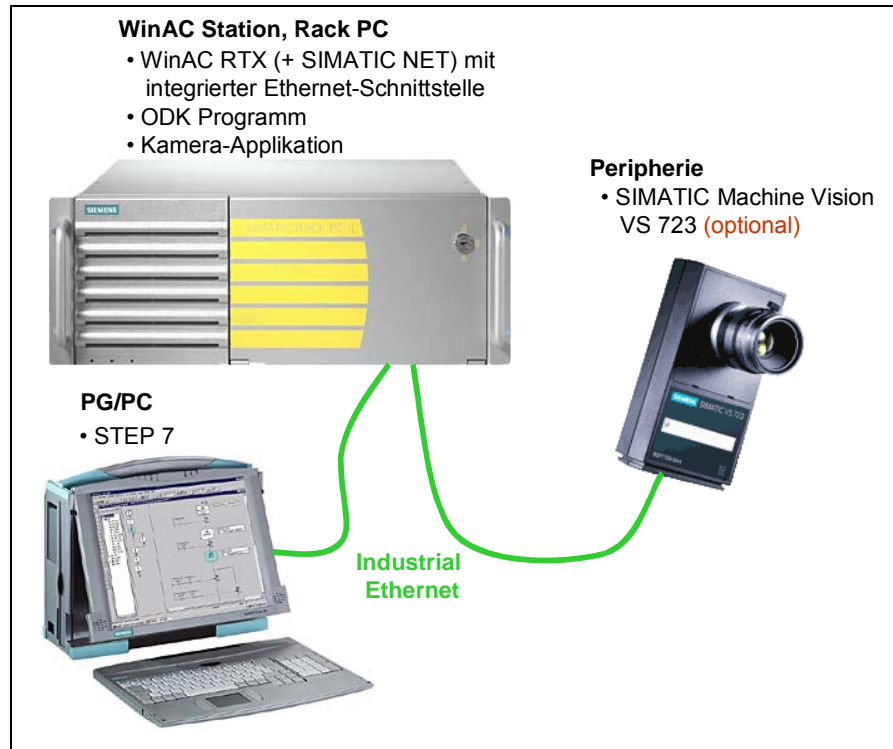 WinAC Station, Rack PC
• WinAC RTX (+ SIMATIC NET) mit
integrierter Ethernet-Schnittstelle
• ODK Programm
• Kamera-Applikation
SIEMENS
SIMATIC RACK PC IL
Peripherie
• SIMATIC Machine Vision
VS 723 (optional)
SIEMENS SIMATIC VS 723
PG/PC
• STEP 7
Industrial
Ethernet